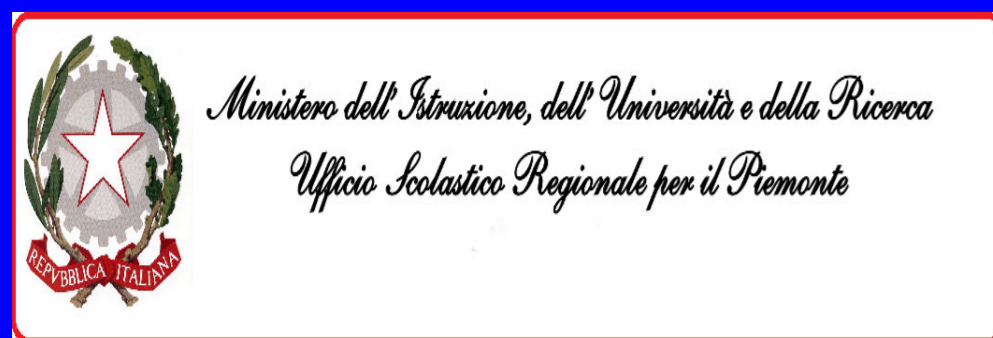 Ministero dell' Istruzione, dell' Università e della Ricerca
Ufficio Scolastico Regionale per il Piemonte
REPVBBLICA ITALIANA